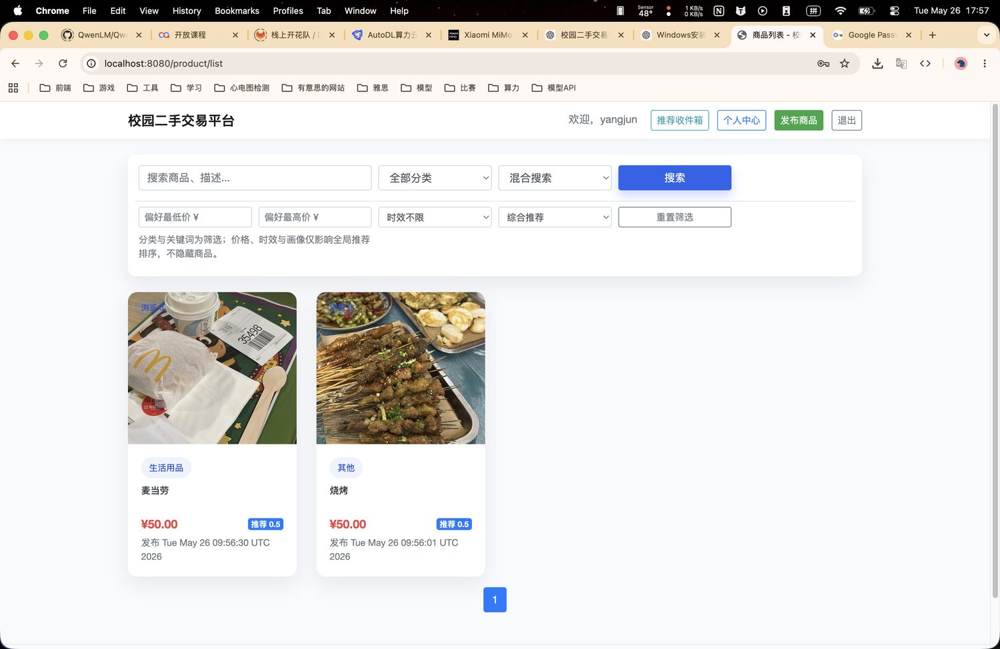 Chrome File Edit View History Bookmarks Profiles Tab Window Help Sensor 48° 1 KB/s 0 KB/s N 拼 Tue May 26 17:57
QwenLM/Qw 开放课程 栈上开花队 / AutoDL算力云 Xiaomi MiMo 校园二手交易 Windows安装 商品列表 - 校 Google Passw
localhost:8080/product/list
前端 游戏 工具 学习 心电图检测 有意思的网站 雅思 模型 比赛 算力 模型API
校园二手交易平台 欢迎，yangjun 推荐收件箱 个人中心 发布商品 退出
搜索商品、描述... 全部分类 混合搜索 搜索
偏好最低价 ¥ 偏好最高价 ¥ 时效不限 综合推荐 重置筛选
分类与关键词为筛选；价格、时效与画像仅影响全局推荐
排序，不隐藏商品。
浏览 0
35498
生活用品 其他
麦当劳 烧烤
¥50.00 推荐 0.5 ¥50.00 推荐 0.5
发布 Tue May 26 09:56:30 UTC 发布 Tue May 26 09:56:01 UTC
2026 2026
1